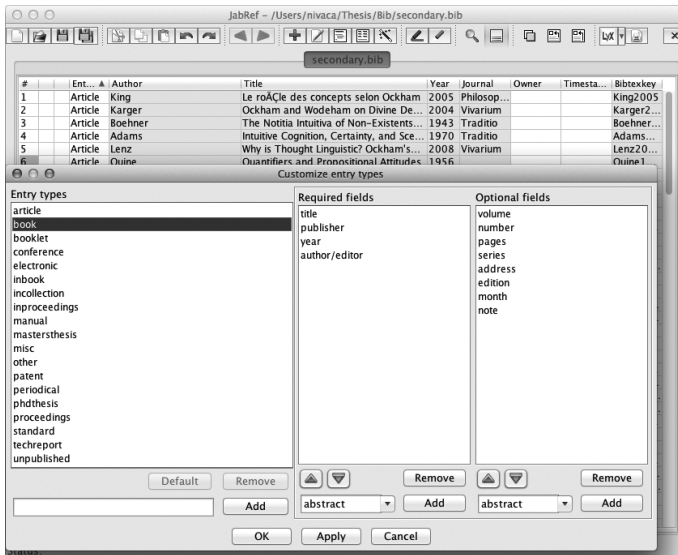 JabRef – /Users/nivaca/Thesis/Bib/secondary.bib
LyX
secondary.bib
# Ent... Author Title Year Journal Owner Timesta... Bibtexkey
1 Article King Le roÃÇle des concepts selon Ockham 2005 Philosop... King2005
2 Article Karger Ockham and Wodeham on Divine De... 2004 Vivarium Karger2...
3 Article Boehner The Notitia Intuitiva of Non-Existents... 1943 Traditio Boehner...
4 Article Adams Intuitive Cognition, Certainty, and Sce... 1970 Traditio Adams...
5 Article Lenz Why is Thought Linguistic? Ockham's... 2008 Vivarium Lenz20...
6 Article Quine Quantifiers and Propositional Attitudes 1956 Quine1...
Customize entry types
Entry types
article
book
booklet
conference
electronic
inbook
incollection
inproceedings
manual
mastersthesis
misc
other
patent
periodical
phdthesis
proceedings
standard
techreport
unpublished
Default Remove
Add
Required fields
title
publisher
year
author/editor
Remove
abstract Add
Optional fields
volume
number
pages
series
address
edition
month
note
Remove
abstract Add
OK Apply Cancel
Status: